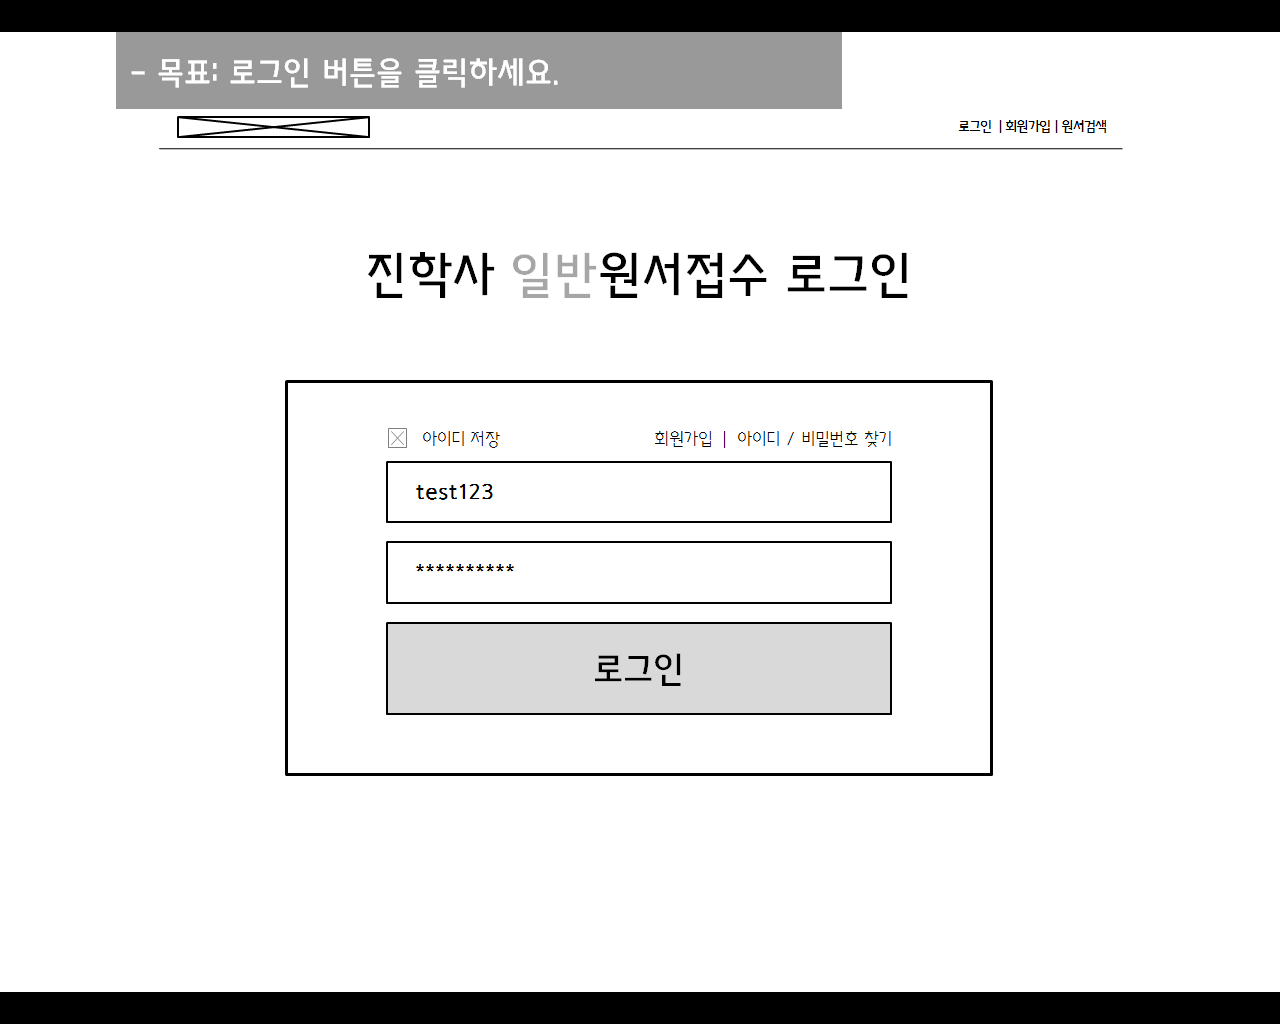 - 목표: 로그인 버튼을 클릭하세요.
로그인 | 회원가입 | 원서검색
진학사 일반원서접수 로그인
아이디 저장 회원가입 | 아이디 / 비밀번호 찾기
test123
**********
로그인